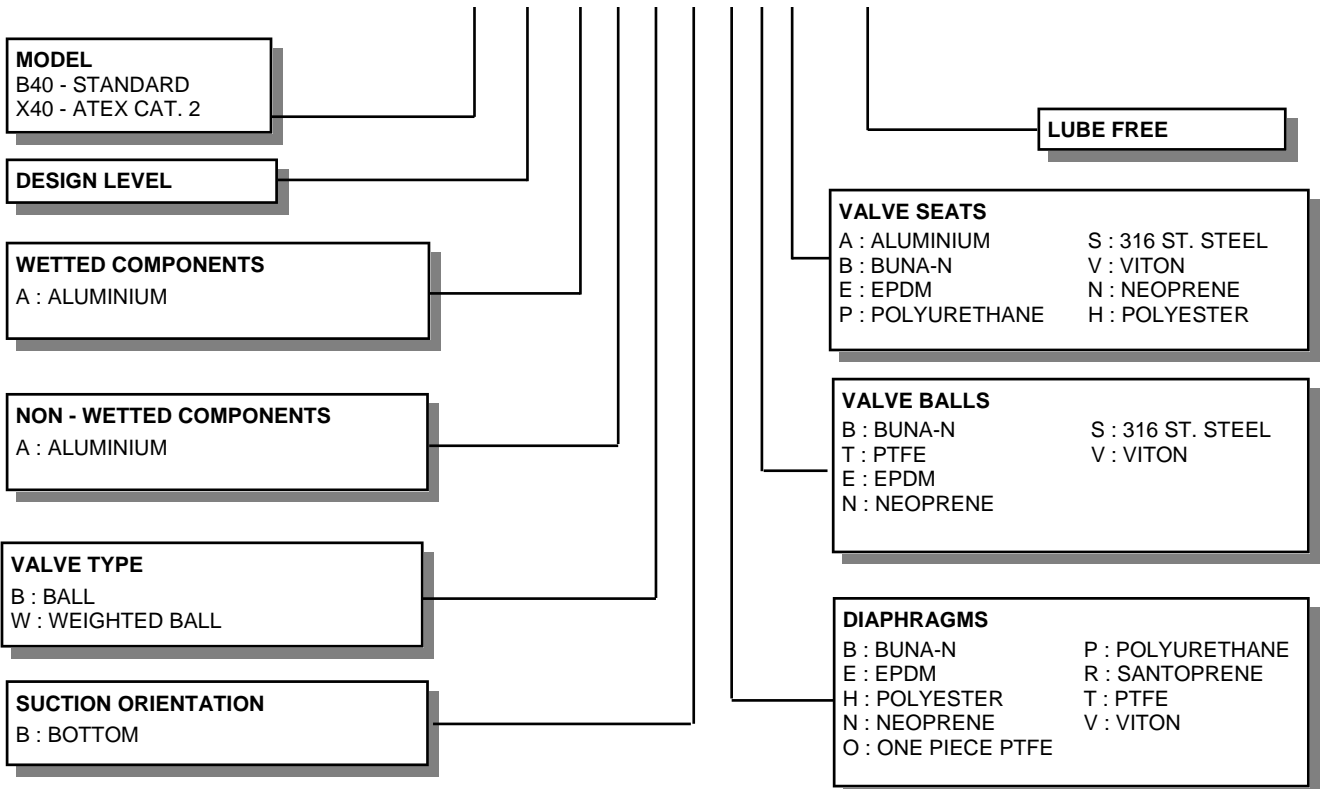 MODEL
B40 - STANDARD
X40 - ATEX CAT. 2
DESIGN LEVEL
WETTED COMPONENTS
A : ALUMINIUM
NON - WETTED COMPONENTS
A : ALUMINIUM
VALVE TYPE
B : BALL
W : WEIGHTED BALL
SUCTION ORIENTATION
B : BOTTOM
LUBE FREE
VALVE SEATS
A : ALUMINIUM S : 316 ST. STEEL
B : BUNA-N V : VITON
E : EPDM N : NEOPRENE
P : POLYURETHANE H : POLYESTER
VALVE BALLS
B : BUNA-N S : 316 ST. STEEL
T : PTFE V : VITON
E : EPDM
N : NEOPRENE
DIAPHRAGMS
B : BUNA-N P : POLYURETHANE
E : EPDM R : SANTOPRENE
H : POLYESTER T : PTFE
N : NEOPRENE V : VITON
O : ONE PIECE PTFE